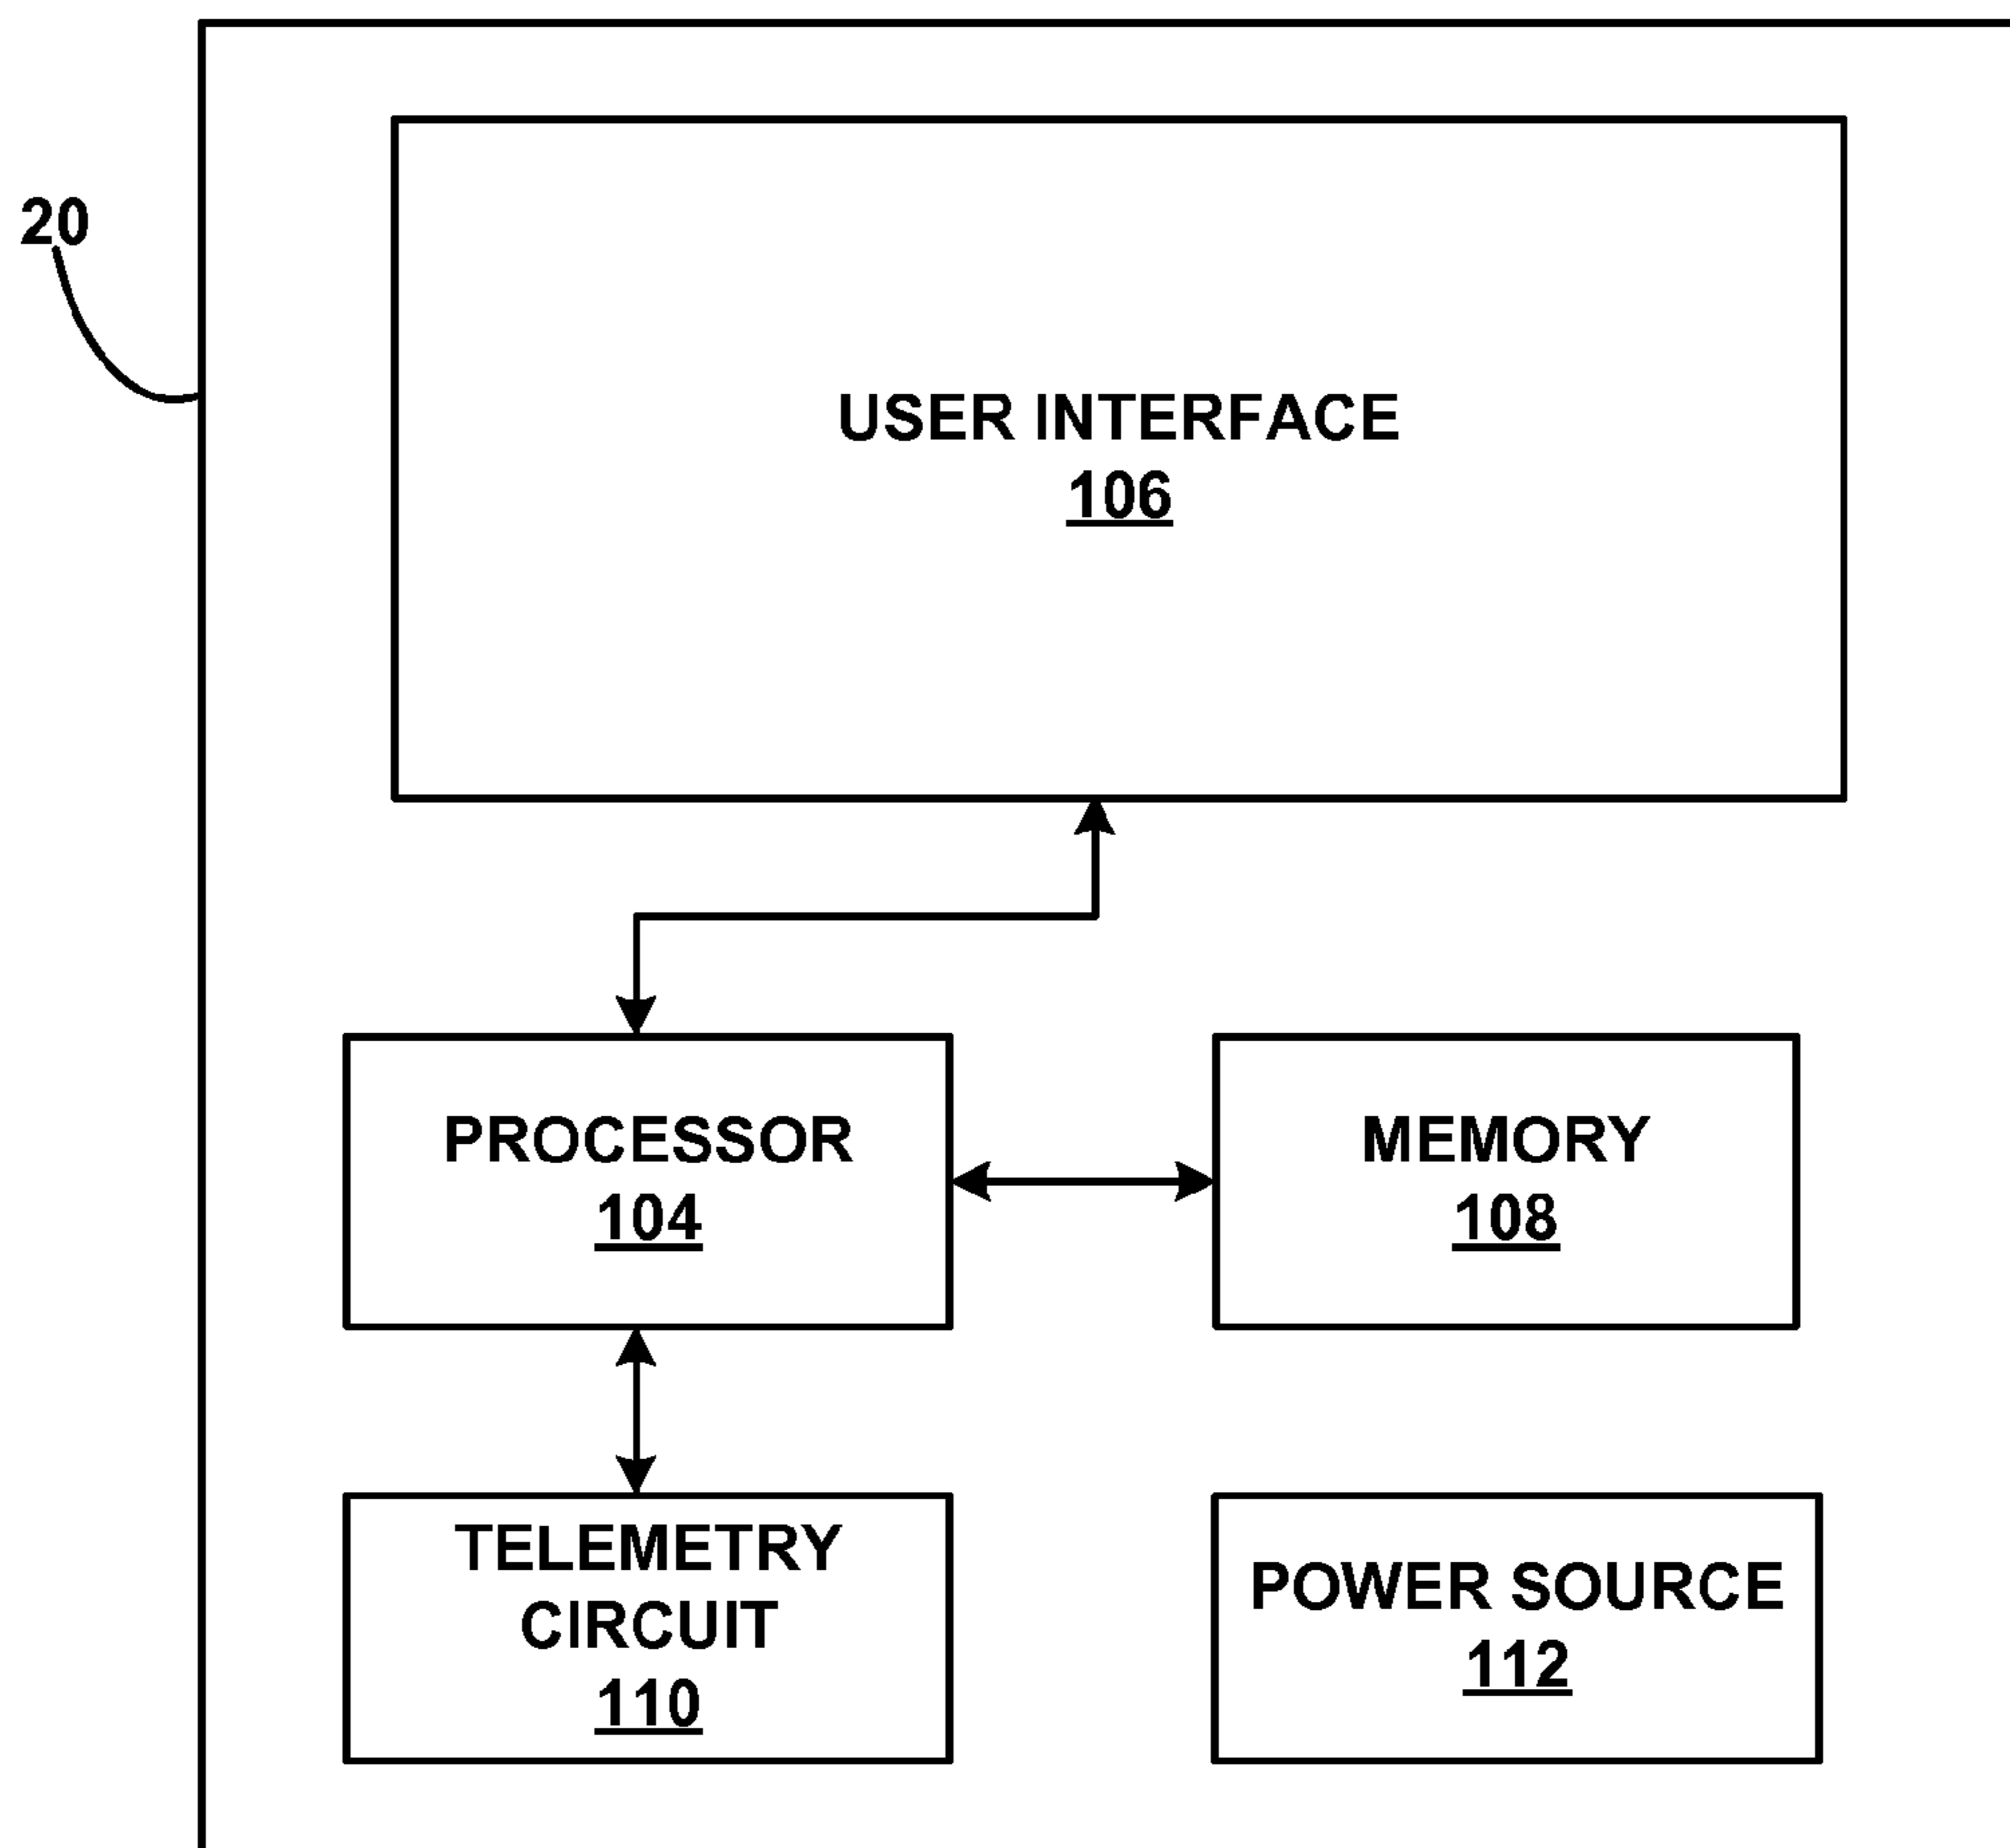 20
USER INTERFACE
106
PROCESSOR
104
MEMORY
108
TELEMETRY
CIRCUIT
110
POWER SOURCE
112